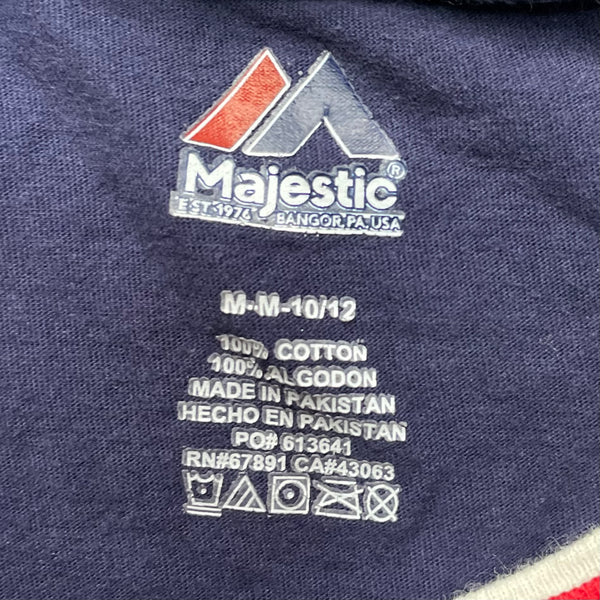 Majestic®
EST. 1976 BANGOR, PA, USA
M•M-10/12
100% COTTON
100% ALGODON
MADE IN PAKISTAN
HECHO EN PAKISTAN
PO# 613641
RN#67891 CA#43063